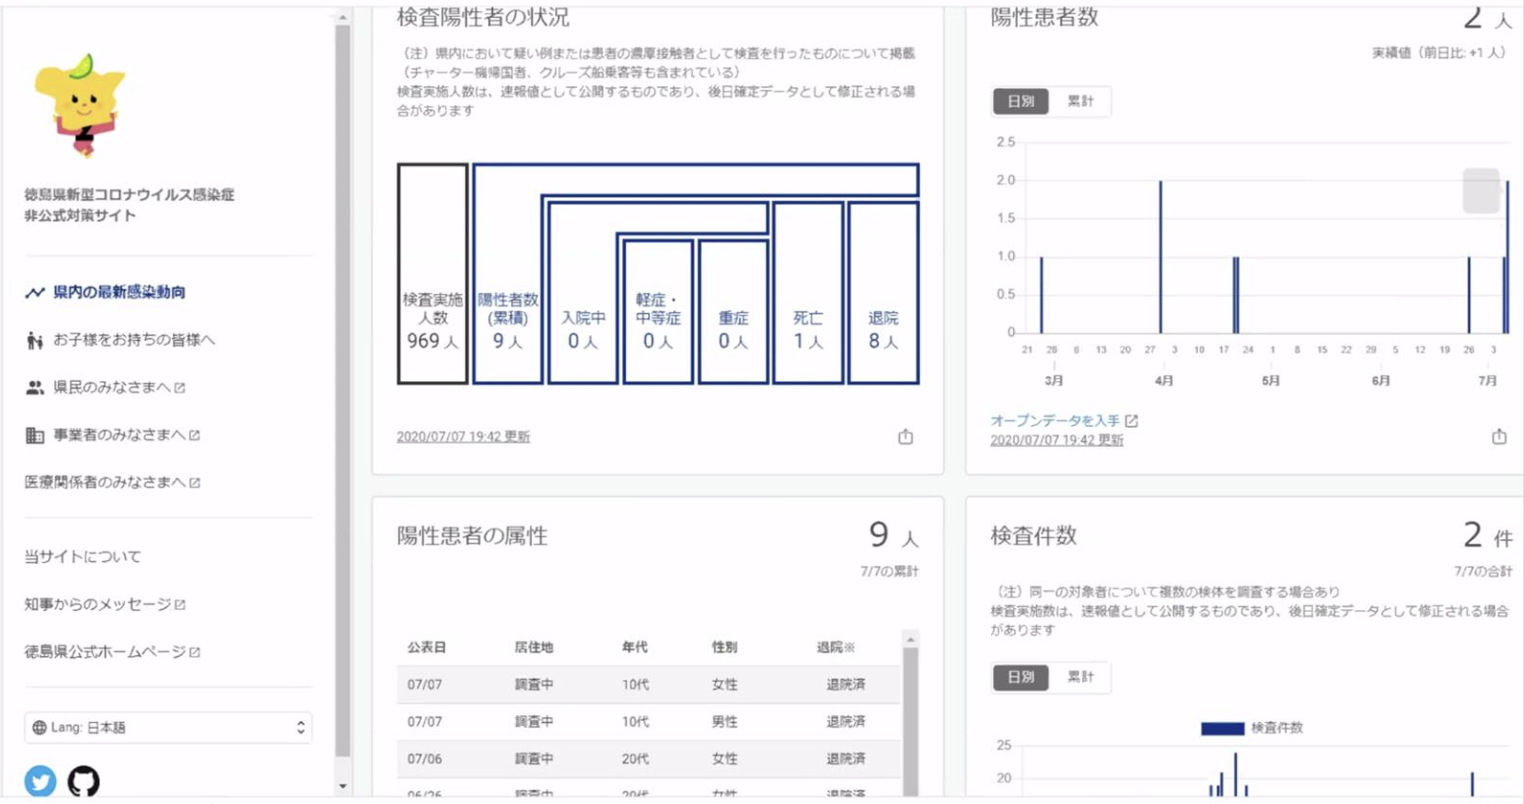 徳島県新型コロナウイルス感染症
非公式対策サイト
県内の最新感染動向
お子様をお持ちの皆様へ
県民のみなさまへ
事業者のみなさまへ
医療関係者のみなさまへ
当サイトについて
知事からのメッセージ
徳島県公式ホームページ
Lang: 日本語
検査陽性者の状況
（注）県内において疑い例または患者の濃厚接触者として検査を行ったものについて掲載
（チャーター機帰国者、クルーズ船乗客等も含まれている）
検査実施人数は、速報値として公開するものであり、後日確定データとして修正される場
合があります
検査実施
人数
969 人
陽性者数
(累積)
9 人
入院中
0 人
軽症・
中等症
0 人
重症
0 人
死亡
1 人
退院
8 人
2020/07/07 19:42 更新
陽性患者数
2 人
実績値（前日比: +1 人）
日別 累計
2.5
2.0
1.5
1.0
0.5
0
21 28 6 13 20 27 3 10 17 24 1 8 15 22 29 5 12 19 26 3
3月 4月 5月 6月 7月
オープンデータを入手
2020/07/07 19:42 更新
陽性患者の属性
9 人
7/7の累計
公表日 居住地 年代 性別 退院※
07/07 調査中 10代 女性 退院済
07/07 調査中 10代 男性 退院済
07/06 調査中 20代 女性 退院済
06/26 調査中 20代 女性 退院済
検査件数
2 件
7/7の合計
（注）同一の対象者について複数の検体を調査する場合あり
検査実施数は、速報値として公開するものであり、後日確定データとして修正される場合
があります
日別 累計
検査件数
25
20